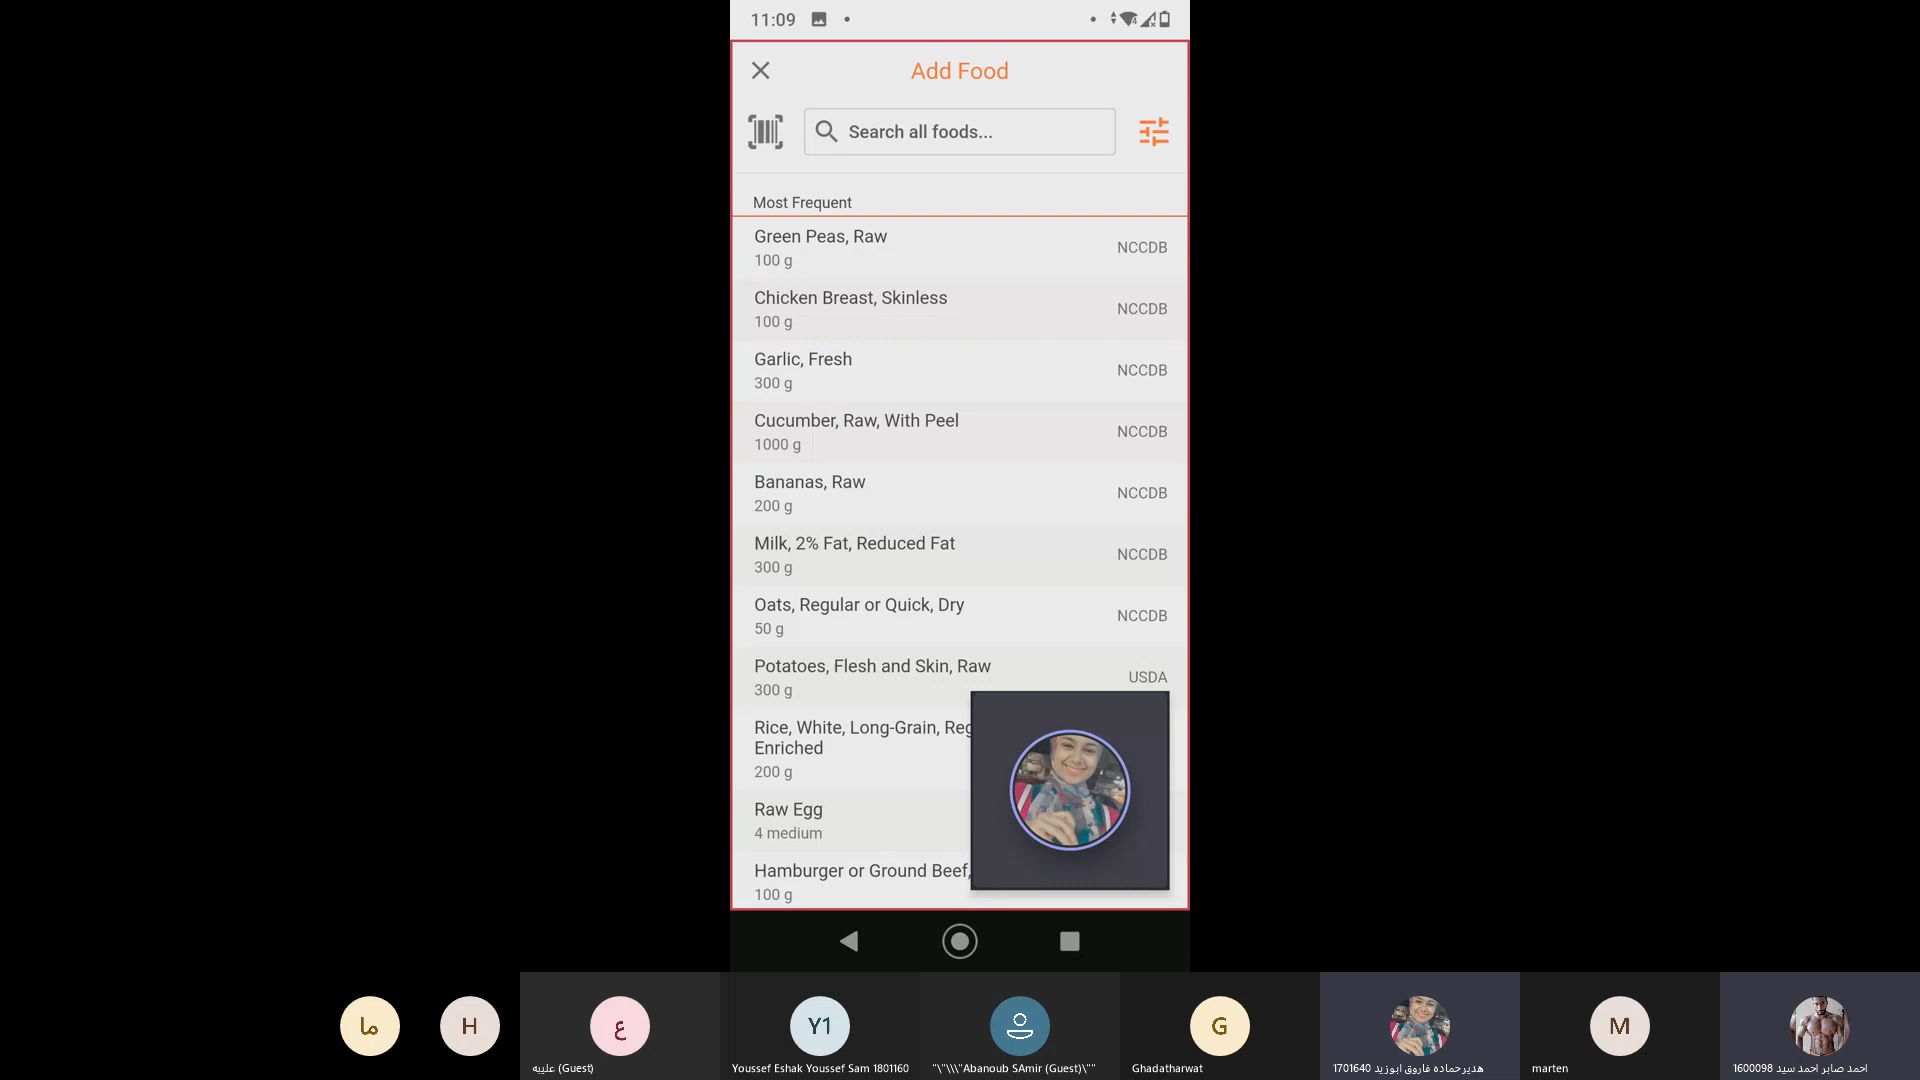 11:09
Add Food
Search all foods...
Most Frequent
Green Peas, Raw
100 g
NCCDB
Chicken Breast, Skinless
100 g
NCCDB
Garlic, Fresh
300 g
NCCDB
Cucumber, Raw, With Peel
1000 g
NCCDB
Bananas, Raw
200 g
NCCDB
Milk, 2% Fat, Reduced Fat
300 g
NCCDB
Oats, Regular or Quick, Dry
50 g
NCCDB
Potatoes, Flesh and Skin, Raw
300 g
USDA
Rice, White, Long-Grain, Reg
Enriched
200 g
Raw Egg
4 medium
Hamburger or Ground Beef,
100 g
ما
H
ع
Y1
G
M
عليبه (Guest)
Youssef Eshak Youssef Sam 1801160
"\"\\\"Abanoub SAmir (Guest)\""
Ghadatharwat
هديرحماده فاروق ابوزيد 1701640
marten
احمد صابر احمد سيد 1600098